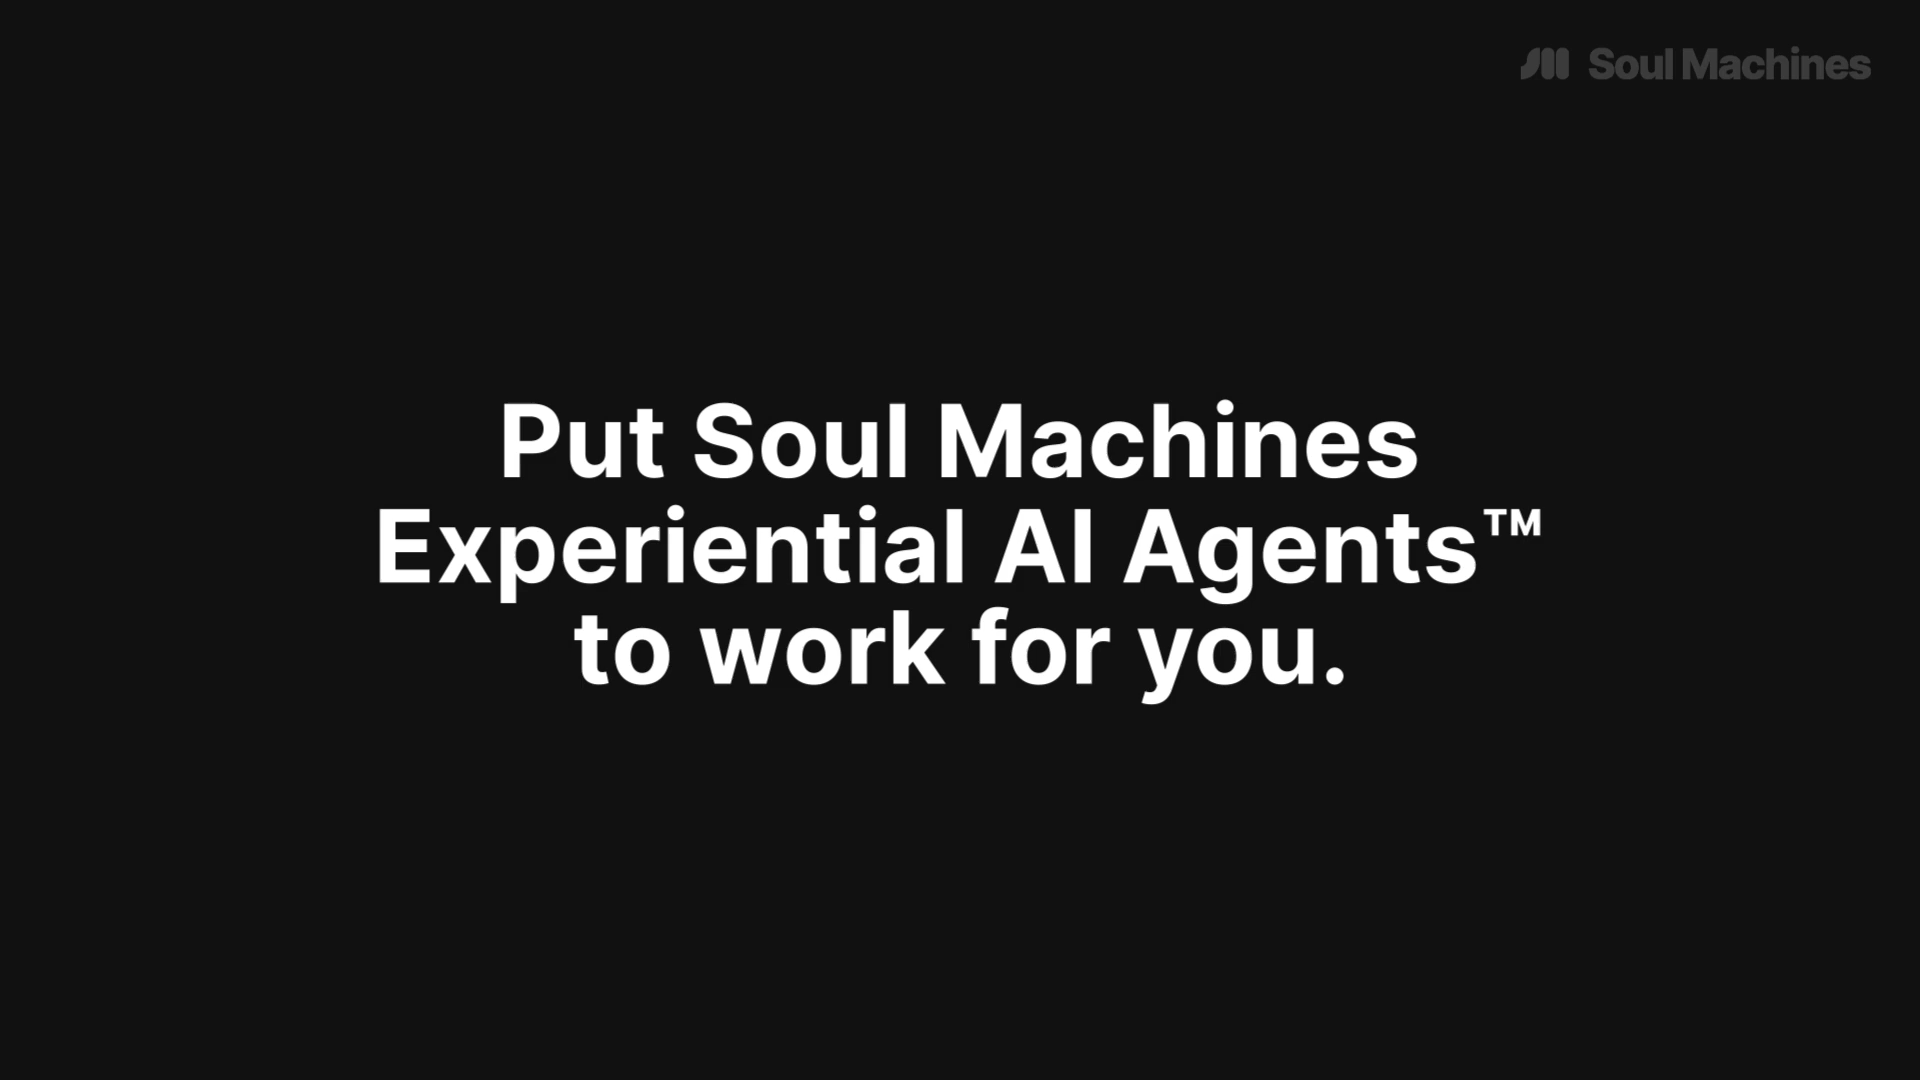 Soul Machines
Put Soul Machines
Experiential AI Agents™
to work for you.